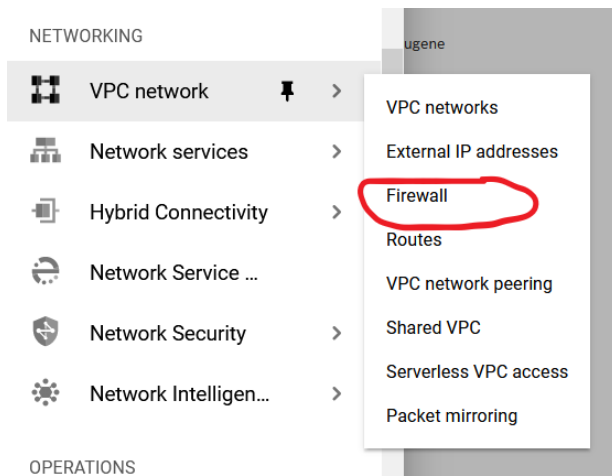 NETWORKING
ugene
VPC network
Network services
Hybrid Connectivity
Network Service ...
Network Security
Network Intelligen...
OPERATIONS
VPC networks
External IP addresses
Firewall
Routes
VPC network peering
Shared VPC
Serverless VPC access
Packet mirroring